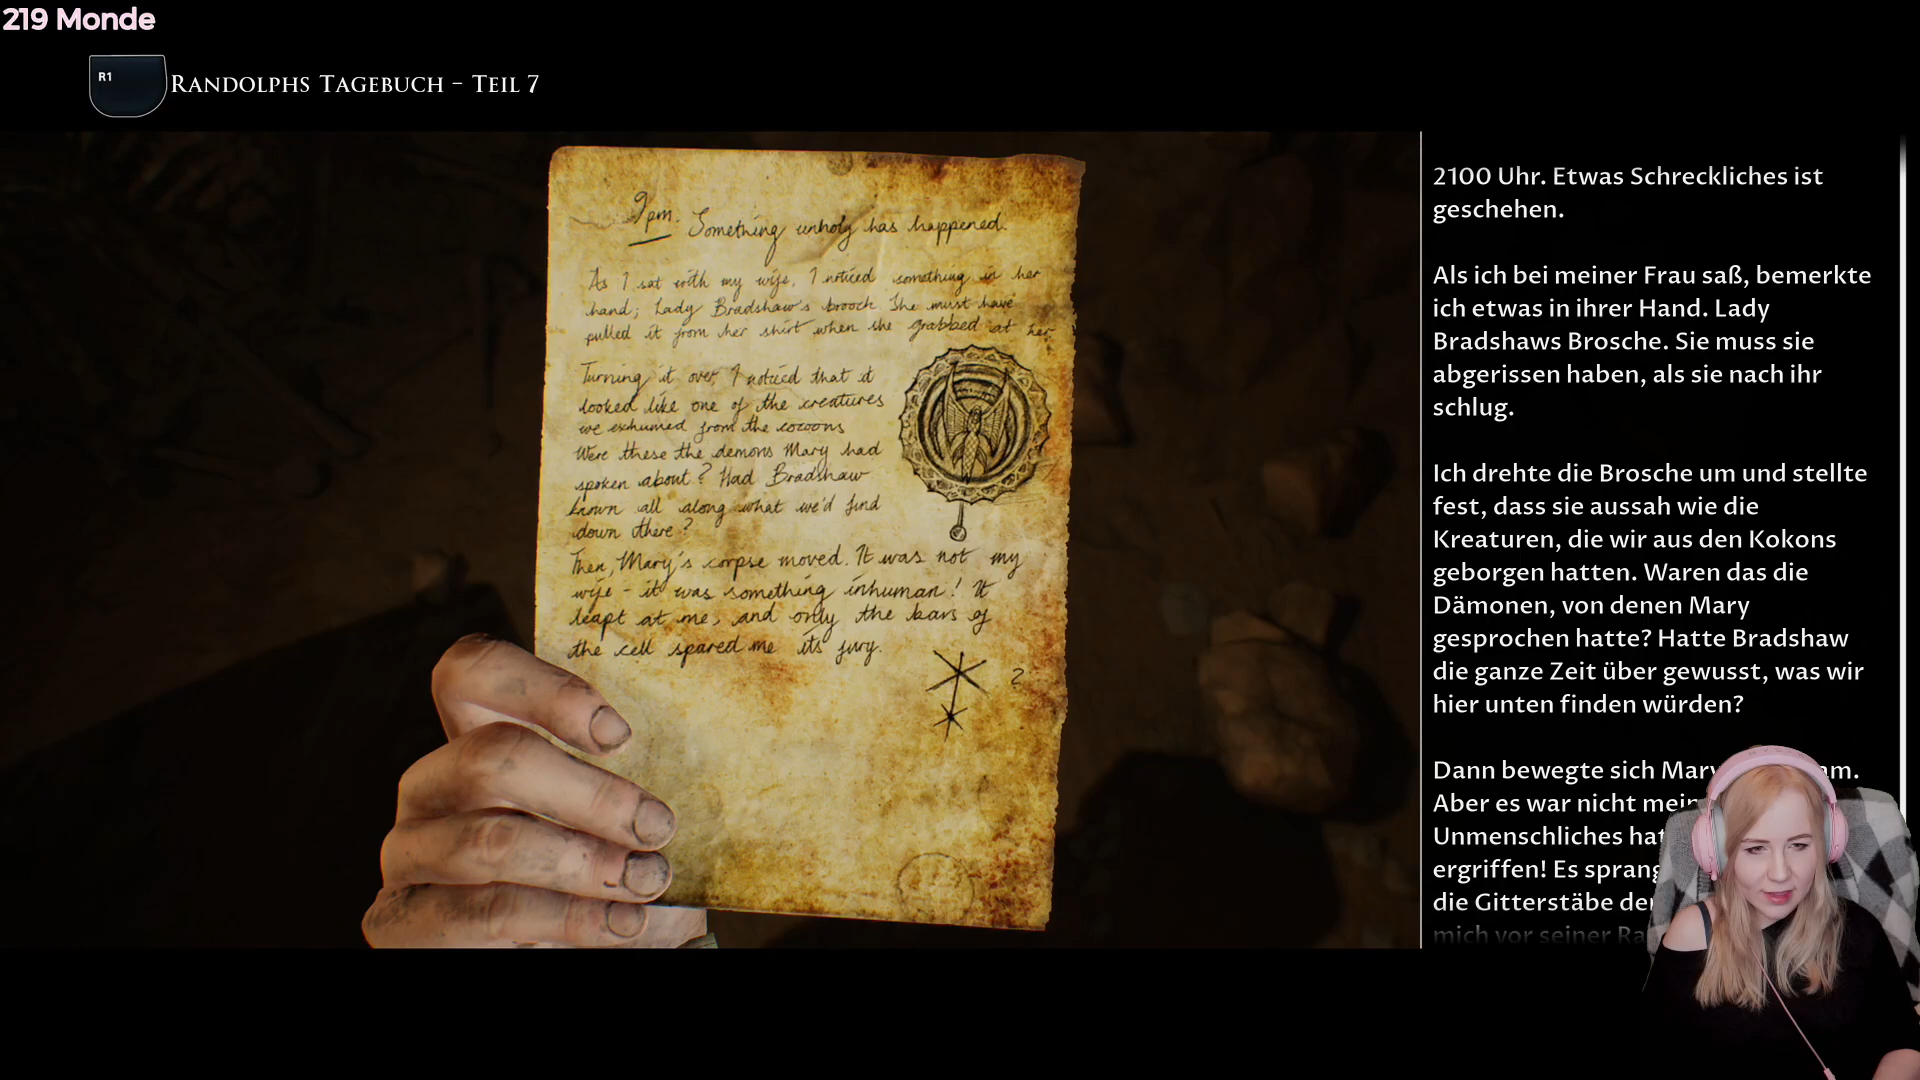 219 Monde
R1
Randolphs Tagebuch – Teil 7
9pm. Something unholy has happened.
As I sat with my wife, I noticed something in her
hand; Lady Bradshaw's brooch. She must have
pulled it from her shirt when she grabbed at her
Turning it over, I noticed that it
looked like one of the creatures
we exhumed from the cocoons
Were these the demons Mary had
spoken about? Had Bradshaw
known all along what we'd find
down there?
Then, Mary's corpse moved. It was not my
wife - it was something inhuman! It
leapt at me, and only the bars of
the cell spared me its fury.
?
2100 Uhr. Etwas Schreckliches ist
geschehen.
Als ich bei meiner Frau saß, bemerkte
ich etwas in ihrer Hand. Lady
Bradshaws Brosche. Sie muss sie
abgerissen haben, als sie nach ihr
schlug.
Ich drehte die Brosche um und stellte
fest, dass sie aussah wie die
Kreaturen, die wir aus den Kokons
geborgen hatten. Waren das die
Dämonen, von denen Mary
gesprochen hatte? Hatte Bradshaw
die ganze Zeit über gewusst, was wir
hier unten finden würden?
Dann bewegte sich Mary
Aber es war nicht
Unmenschliches
ergriffen! Es sprang
die Gitterstäbe
mich vor seiner